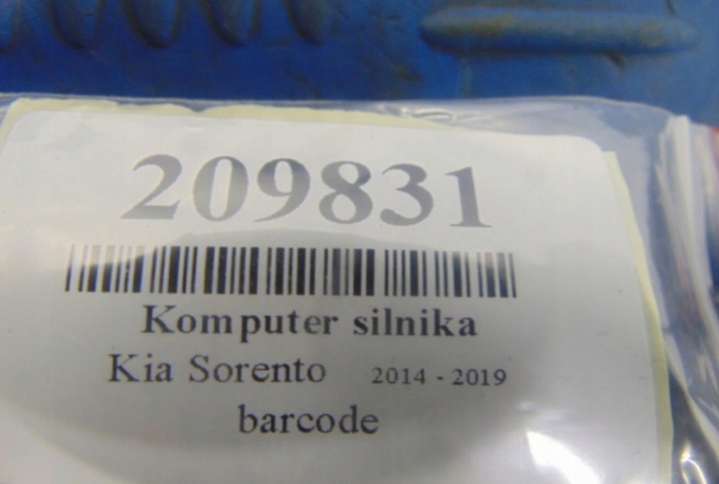 209831
Komputer silnika
Kia Sorento 2014 - 2019
barcode